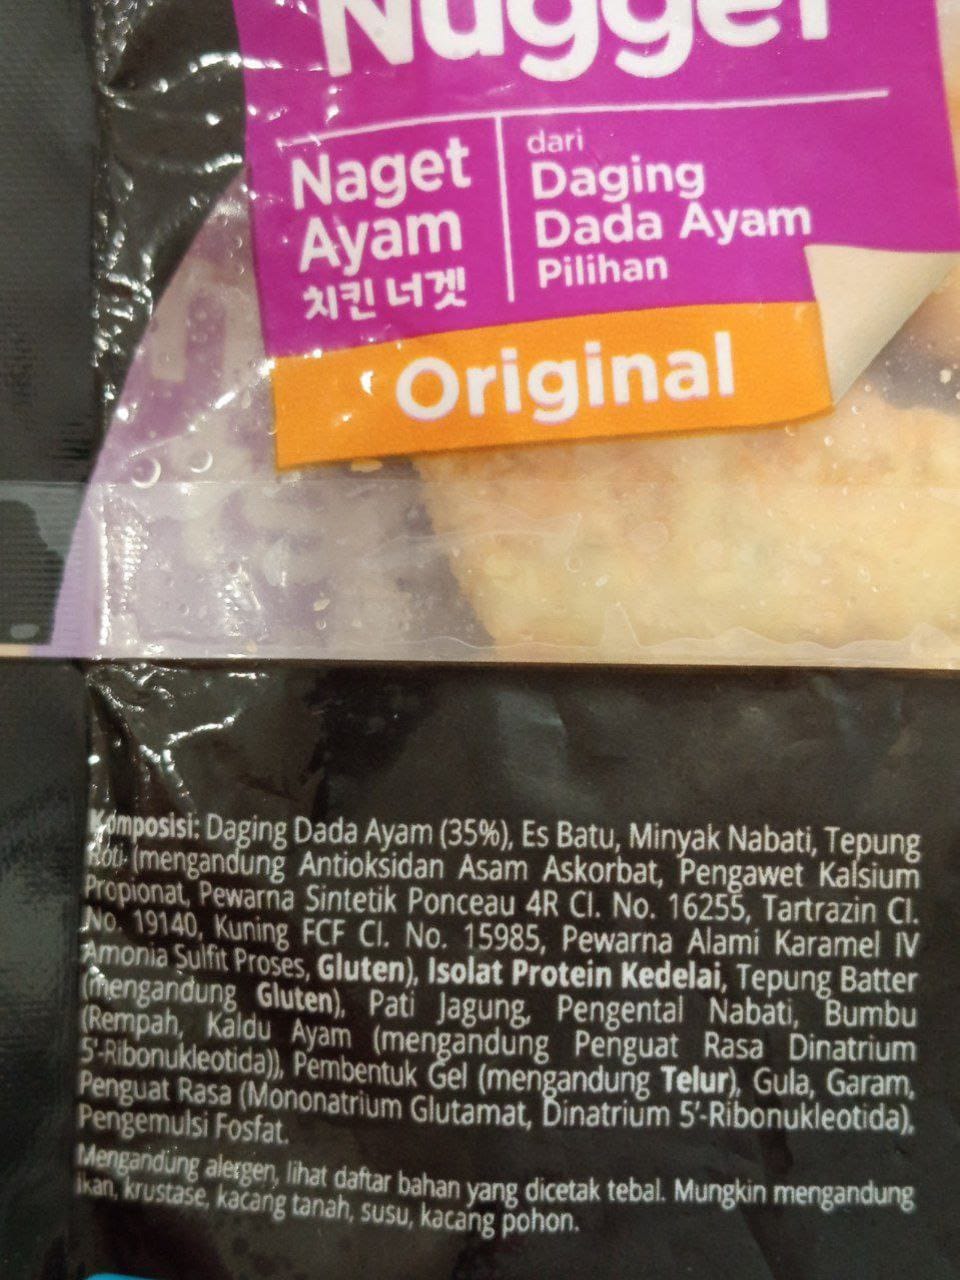 Nugget
Naget
Ayam
치킨 너겟
dari
Daging
Dada Ayam
Pilihan
Original
Komposisi: Daging Dada Ayam (35%), Es Batu, Minyak Nabati, Tepung
Roti (mengandung Antioksidan Asam Askorbat, Pengawet Kalsium
Propionat, Pewarna Sintetik Ponceau 4R CI. No. 16255, Tartrazin CI.
No. 19140, Kuning FCF CI. No. 15985, Pewarna Alami Karamel IV
Amonia Sulfit Proses, Gluten), Isolat Protein Kedelai, Tepung Batter
(mengandung Gluten), Pati Jagung, Pengental Nabati, Bumbu
(Rempah, Kaldu Ayam (mengandung Penguat Rasa Dinatrium
5'-Ribonukleotida)), Pembentuk Gel (mengandung Telur), Gula, Garam,
Penguat Rasa (Mononatrium Glutamat, Dinatrium 5'-Ribonukleotida),
Pengemulsi Fosfat.
Mengandung alergen, lihat daftar bahan yang dicetak tebal. Mungkin mengandung
ikan, krustase, kacang tanah, susu, kacang pohon.